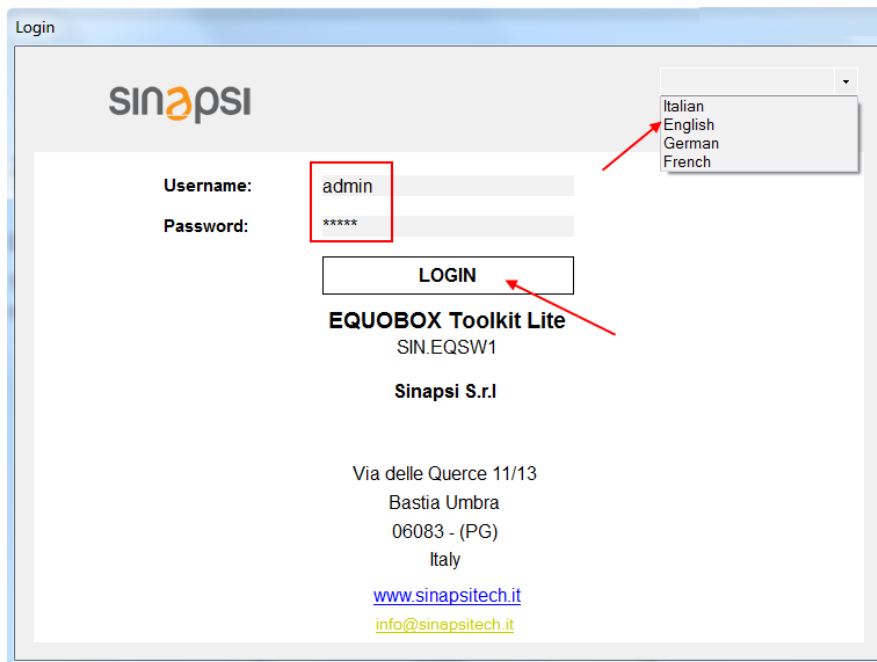 Login
sinapsi
Italian
English
German
French
Username: admin
Password: *****
LOGIN
EQUOBOX Toolkit Lite
SIN.EQSW1
Sinapsi S.r.l
Via delle Querce 11/13
Bastia Umbra
06083 - (PG)
Italy
www.sinapsitech.it
info@sinapsitech.it